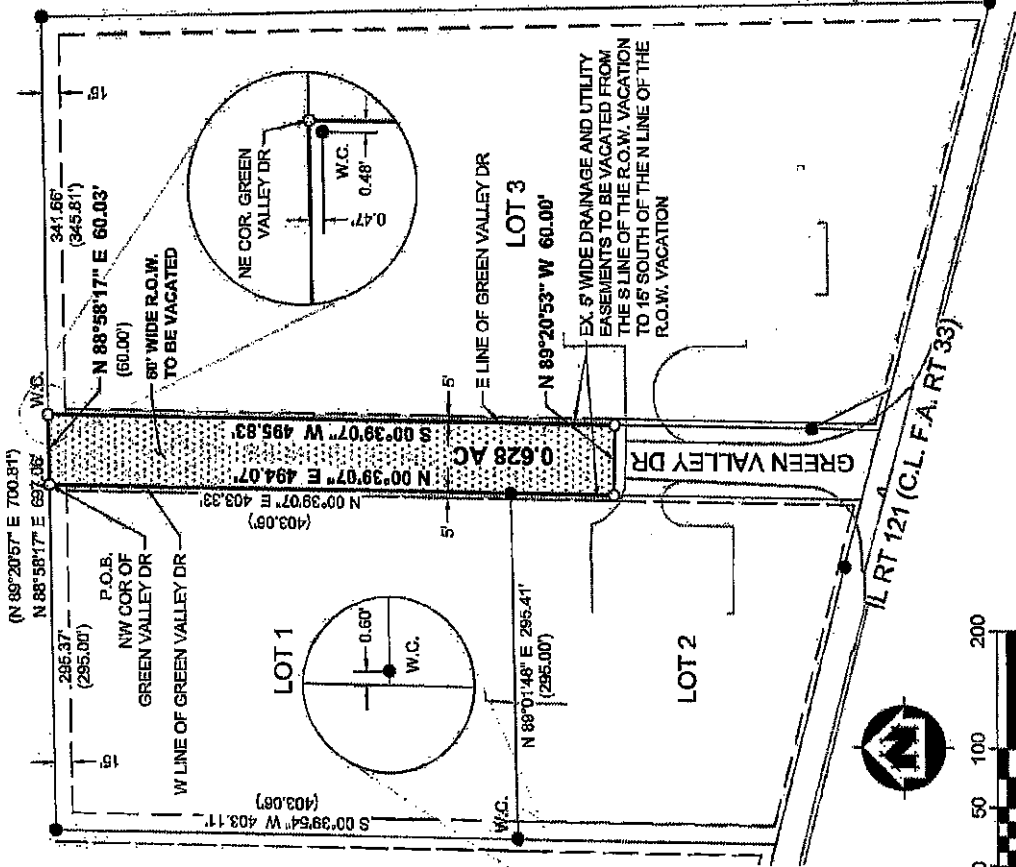 (N 89°20'57" E 700.81')
N 88°58'17" E 697.06'
295.37'
(295.00')
15'
P.O.B.
NW COR OF
GREEN VALLEY DR
W LINE OF GREEN VALLEY DR
W.C.
341.66'
(345.81')
15'
N 88°58'17" E 60.03'
(60.00')
60' WIDE R.O.W.
TO BE VACATED
NE COR. GREEN
VALLEY DR
W.C.
0.48'
0.47'
LOT 1
0.60'
W.C.
S 00°39'54" W 403.11'
(403.06')
N 00°39'07" E 403.33'
(403.06')
N 00°39'07" E 494.07'
S 00°39'07" W 495.83'
0.628 AC
5'
5'
E LINE OF GREEN VALLEY DR
LOT 3
N 89°20'53" W 60.00'
EX. 5' WIDE DRAINAGE AND UTILITY
EASEMENTS TO BE VACATED FROM
THE S LINE OF THE R.O.W. VACATION
TO 15' SOUTH OF THE N LINE OF THE
R.O.W. VACATION
W.C.
N 89°01'48" E 295.41'
(295.00')
LOT 2
GREEN VALLEY DR
IL RT 121 (C.L. F.A. RT 33)
N
0 50 100 200